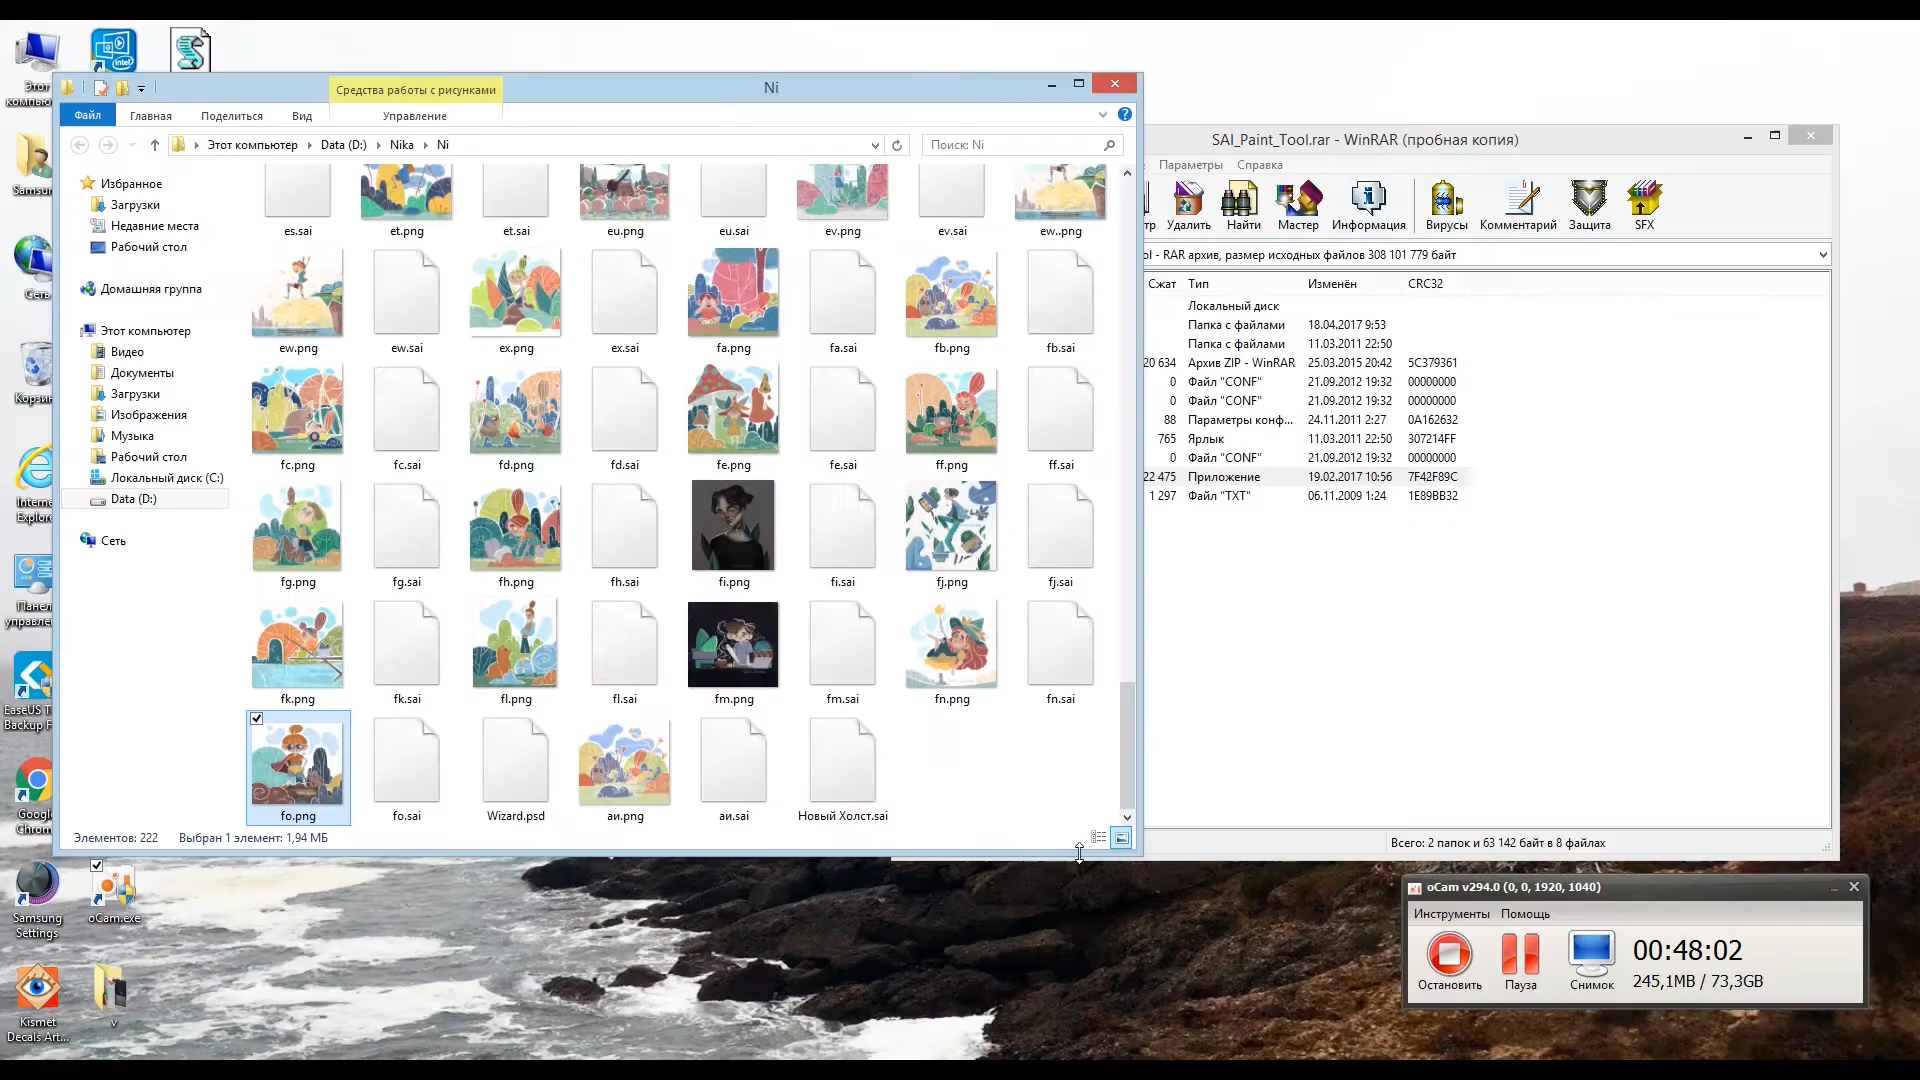 Этот
компью
Samsun
Сеть
Корзин
Interne
Explore
Панел
управле
EaseUS T
Backup F
Google
Chrom
Samsung
Settings
oCam.exe
Kismet
Decals Art...
v
intel
Средства работы с рисунками
Ni
Файл
Главная
Поделиться
Вид
Управление
Этот компьютер
Data (D:)
Nika
Ni
Поиск: Ni
Избранное
Загрузки
Недавние места
Рабочий стол
Домашняя группа
Этот компьютер
Видео
Документы
Загрузки
Изображения
Музыка
Рабочий стол
Локальный диск (C:)
Data (D:)
Сеть
es.sai et.png et.sai eu.png eu.sai ev.png ev.sai ew..png
ew.png ew.sai ex.png ex.sai fa.png fa.sai fb.png fb.sai
fc.png fc.sai fd.png fd.sai fe.png fe.sai ff.png ff.sai
fg.png fg.sai fh.png fh.sai fi.png fi.sai fj.png fj.sai
fk.png fk.sai fl.png fl.sai fm.png fm.sai fn.png fn.sai
fo.png fo.sai Wizard.psd аи.png аи.sai Новый Холст.sai
Элементов: 222 Выбран 1 элемент: 1,94 МБ
SAI_Paint_Tool.rar - WinRAR (пробная копия)
Параметры Справка
тр Удалить Найти Мастер Информация Вирусы Комментарий Защита SFX
ol - RAR архив, размер исходных файлов 308 101 779 байт
Сжат Тип Изменён CRC32
Локальный диск
Папка с файлами 18.04.2017 9:53
Папка с файлами 11.03.2011 22:50
20 634 Архив ZIP - WinRAR 25.03.2015 20:42 5C379361
0 Файл "CONF" 21.09.2012 19:32 00000000
0 Файл "CONF" 21.09.2012 19:32 00000000
88 Параметры конф... 24.11.2011 2:27 0A162632
765 Ярлык 11.03.2011 22:50 307214FF
0 Файл "CONF" 21.09.2012 19:32 00000000
22 475 Приложение 19.02.2017 10:56 7F42F89C
1 297 Файл "TXT" 06.11.2009 1:24 1E89BB32
Всего: 2 папок и 63 142 байт в 8 файлах
oCam v294.0 (0, 0, 1920, 1040)
Инструменты Помощь
00:48:02
245,1MB / 73,3GB
Остановить Пауза Снимок